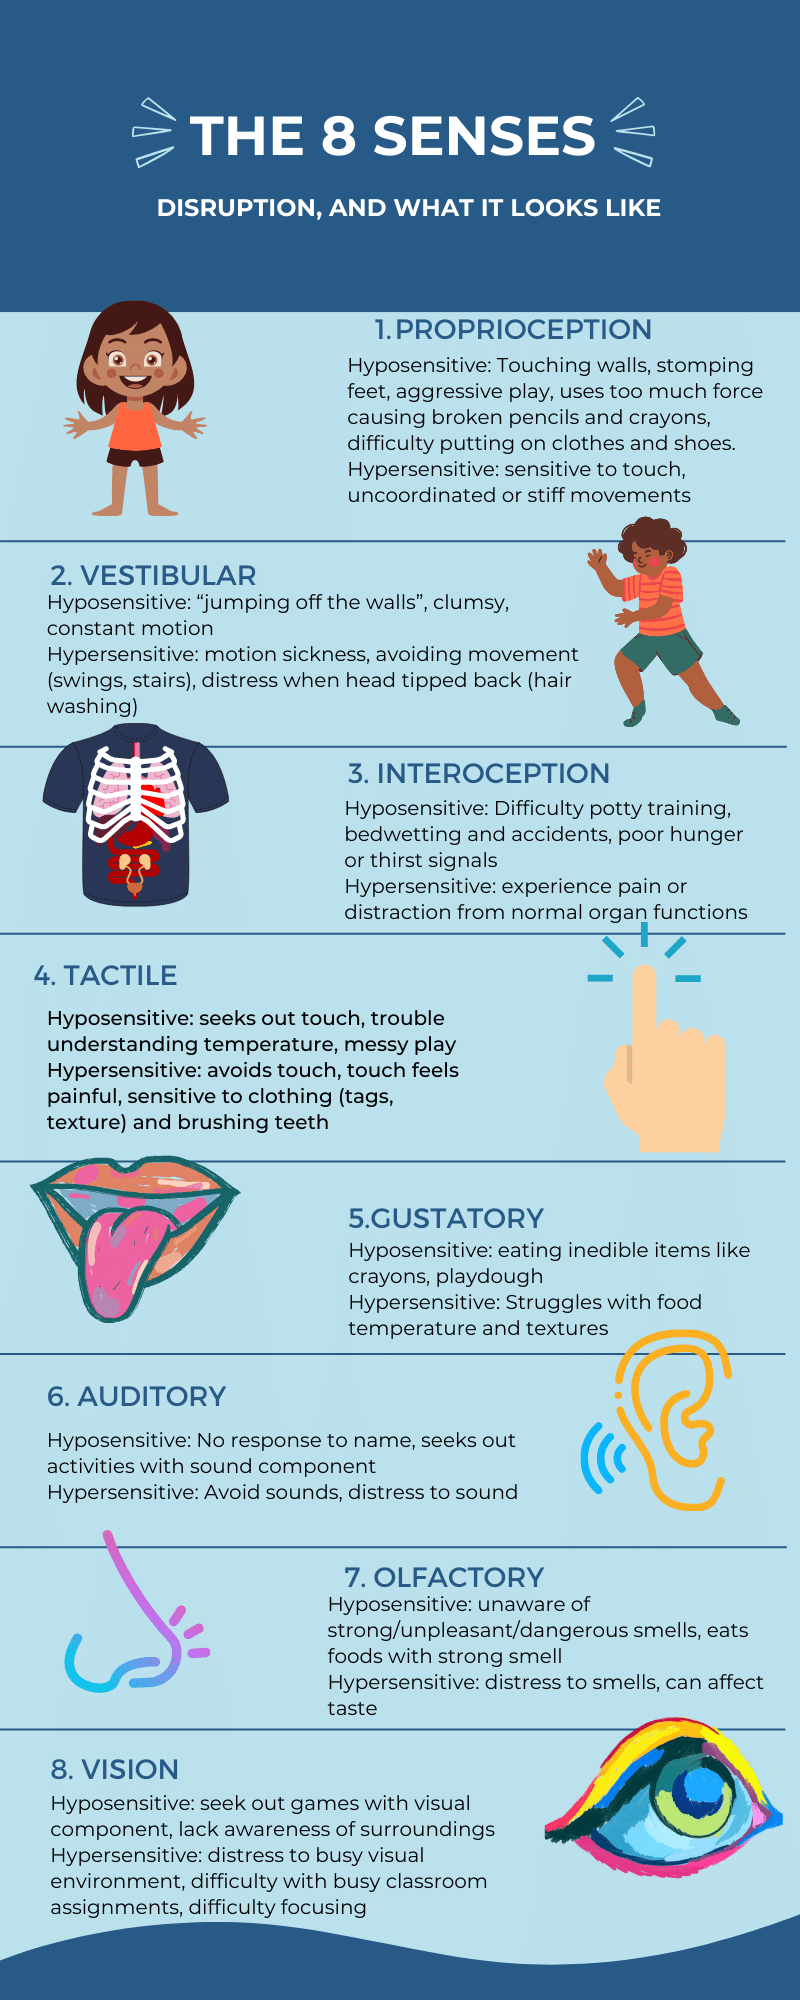 THE 8 SENSES
DISRUPTION, AND WHAT IT LOOKS LIKE
1. PROPRIOCEPTION
Hyposensitive: Touching walls, stomping
feet, aggressive play, uses too much force
causing broken pencils and crayons,
difficulty putting on clothes and shoes.
Hypersensitive: sensitive to touch,
uncoordinated or stiff movements
2. VESTIBULAR
Hyposensitive: “jumping off the walls”, clumsy,
constant motion
Hypersensitive: motion sickness, avoiding movement
(swings, stairs), distress when head tipped back (hair
washing)
3. INTEROCEPTION
Hyposensitive: Difficulty potty training,
bedwetting and accidents, poor hunger
or thirst signals
Hypersensitive: experience pain or
distraction from normal organ functions
4. TACTILE
Hyposensitive: seeks out touch, trouble
understanding temperature, messy play
Hypersensitive: avoids touch, touch feels
painful, sensitive to clothing (tags,
texture) and brushing teeth
5.GUSTATORY
Hyposensitive: eating inedible items like
crayons, playdough
Hypersensitive: Struggles with food
temperature and textures
6. AUDITORY
Hyposensitive: No response to name, seeks out
activities with sound component
Hypersensitive: Avoid sounds, distress to sound
7. OLFACTORY
Hyposensitive: unaware of
strong/unpleasant/dangerous smells, eats
foods with strong smell
Hypersensitive: distress to smells, can affect
taste
8. VISION
Hyposensitive: seek out games with visual
component, lack awareness of surroundings
Hypersensitive: distress to busy visual
environment, difficulty with busy classroom
assignments, difficulty focusing